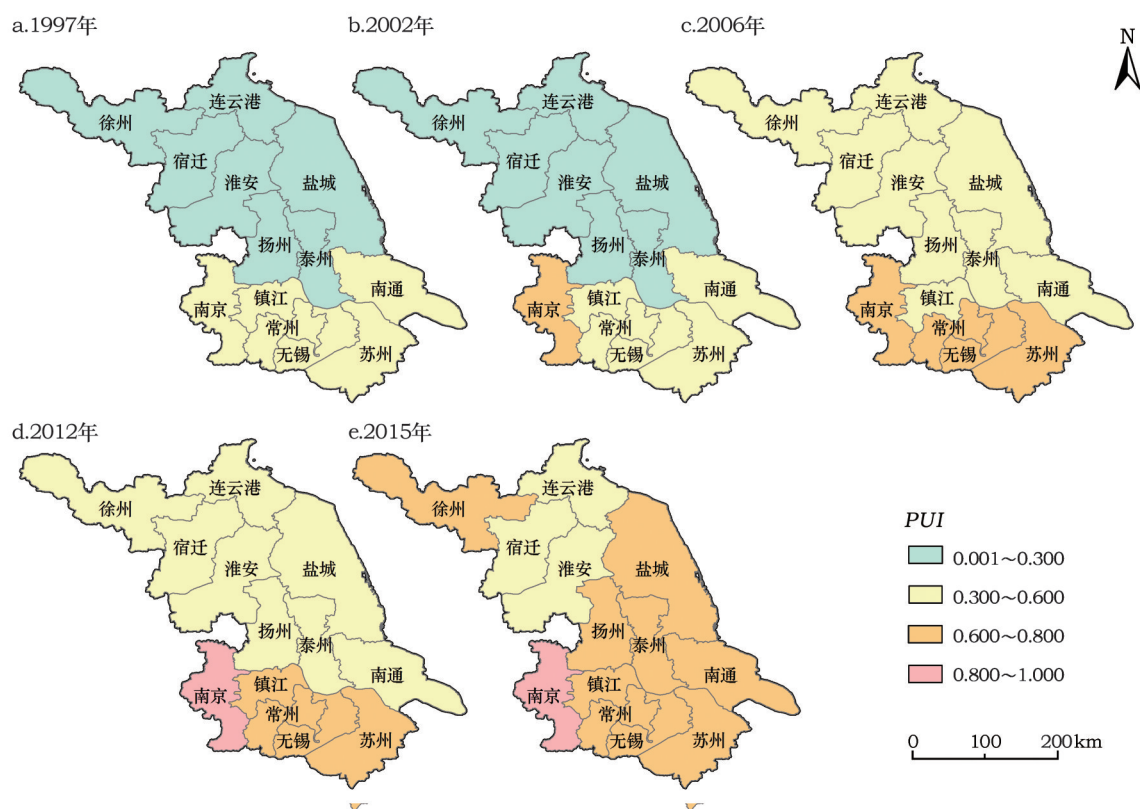 a.1997年
徐州
连云港
宿迁
淮安
盐城
扬州
泰州
南京
镇江
南通
常州
无锡
苏州
b.2002年
徐州
连云港
宿迁
淮安
盐城
扬州
泰州
南京
镇江
南通
常州
无锡
苏州
c.2006年
徐州
连云港
宿迁
淮安
盐城
扬州
泰州
南京
镇江
南通
常州
无锡
苏州
N
d.2012年
徐州
连云港
宿迁
淮安
盐城
扬州
泰州
南京
镇江
南通
常州
无锡
苏州
e.2015年
徐州
连云港
宿迁
淮安
盐城
扬州
泰州
南京
镇江
南通
常州
无锡
苏州
PUI
0.001～0.300
0.300～0.600
0.600～0.800
0.800～1.000
0 100 200km